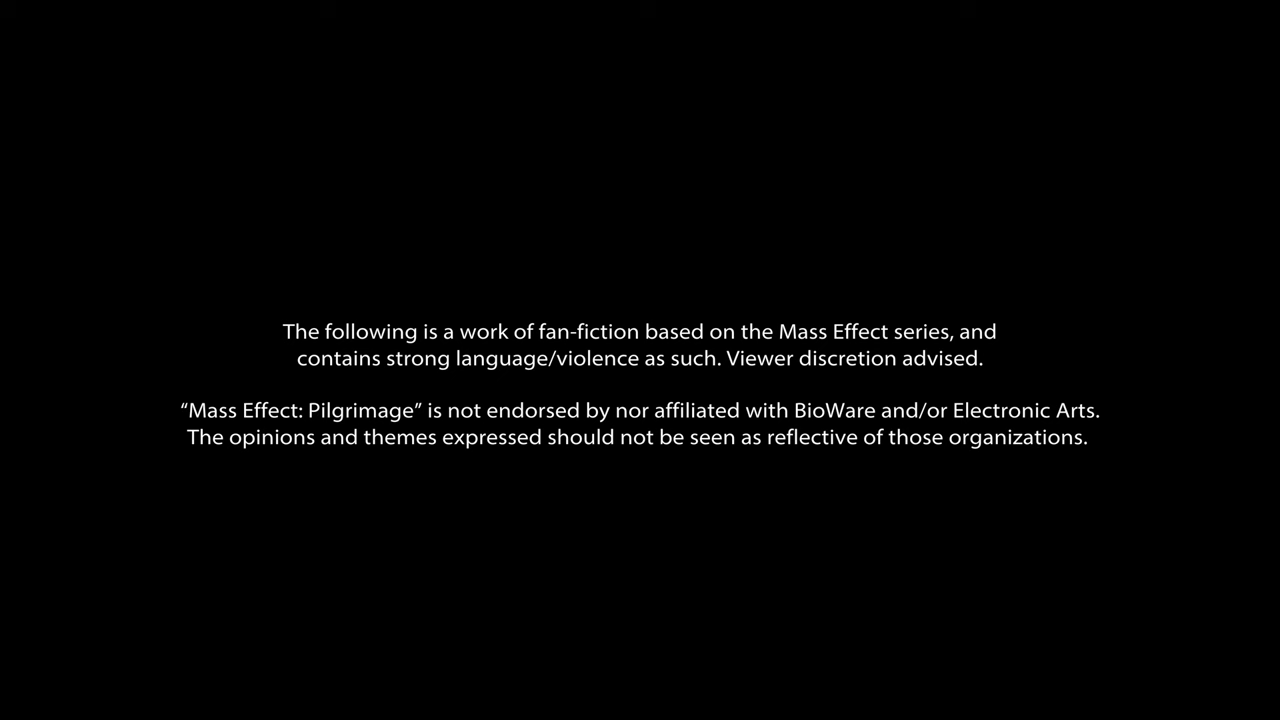 The following is a work of fan-fiction based on the Mass Effect series, and
contains strong language/violence as such. Viewer discretion advised.
“Mass Effect: Pilgrimage” is not endorsed by nor affiliated with BioWare and/or Electronic Arts.
The opinions and themes expressed should not be seen as reflective of those organizations.